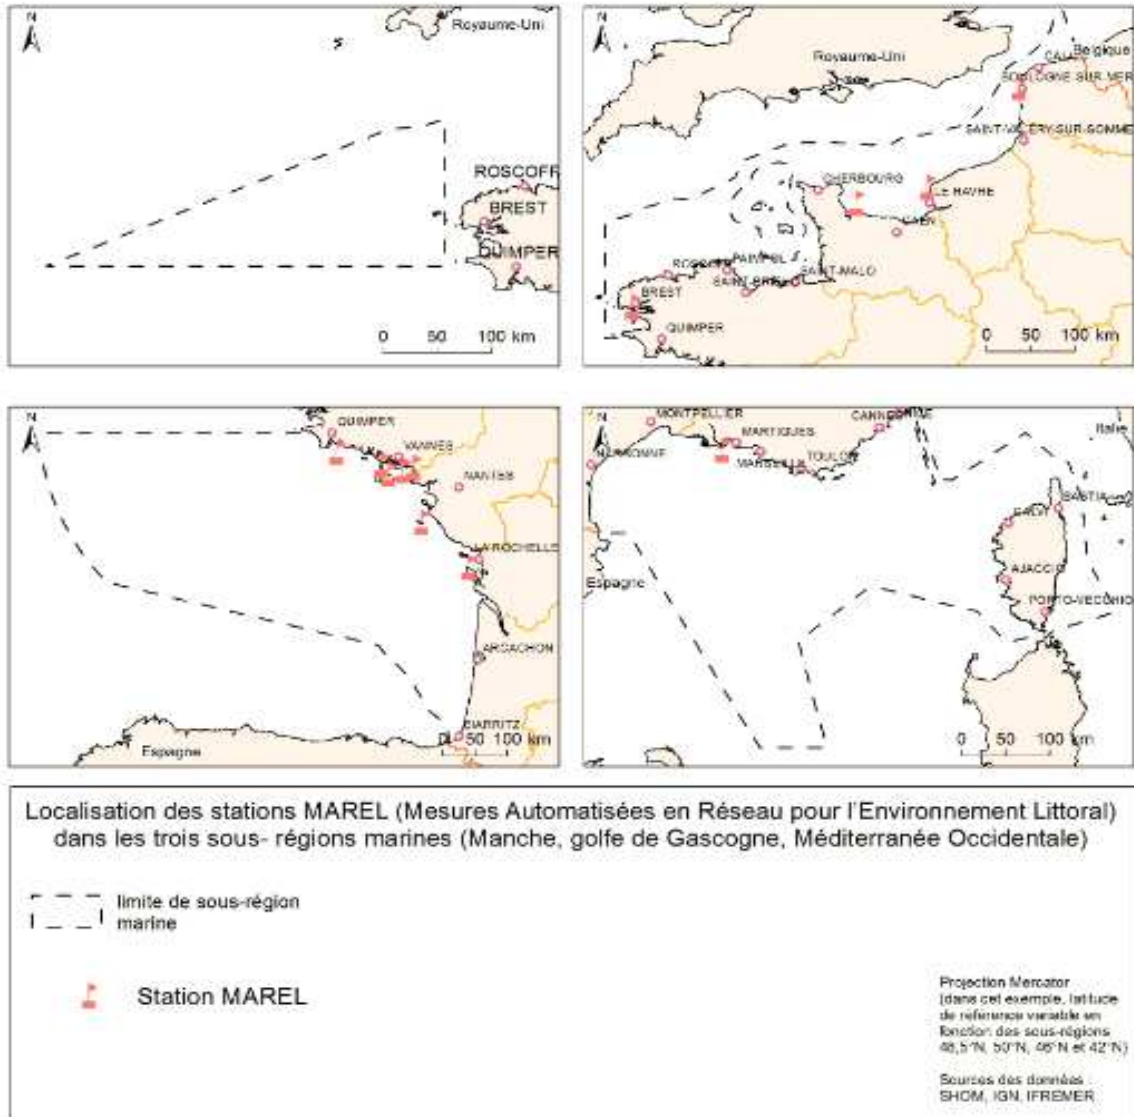 N
Royaume-Uni
ROSCOFF
BREST
QUIMPER
0 50 100 km
N
Royaume-Uni
Belgique
CALAIS
BOULOGNE-SUR-MER
SAINT-VALERY-SUR-SOMME
CHERBOURG
LE HAVRE
CAEN
ROSCOFF
PAIMPOL
SAINT-BRIEUC
SAINT-MALO
BREST
QUIMPER
0 50 100 km
N
QUIMPER
VANNES
NANTES
LA ROCHELLE
ARCACHON
BIARRITZ
Espagne
0 50 100 km
N
MONTPELLIER
CANNES
NICE
Italie
MARTIGUES
NARBONNE
MARSEILLE
TOULON
BASTIA
CALVI
Espagne
AJACCIO
PORTO-VECCHIO
0 50 100 km
Localisation des stations MAREL (Mesures Automatisées en Réseau pour l'Environnement Littoral)
dans les trois sous- régions marines (Manche, golfe de Gascogne, Méditerranée Occidentale)
limite de sous-région
marine
Station MAREL
Projection Mercator
(dans cet exemple, latitude
de référence variable en
fonction des sous-régions
48,5°N, 50°N, 46°N et 42°N)
Sources des données :
SHOM, IGN, IFREMER